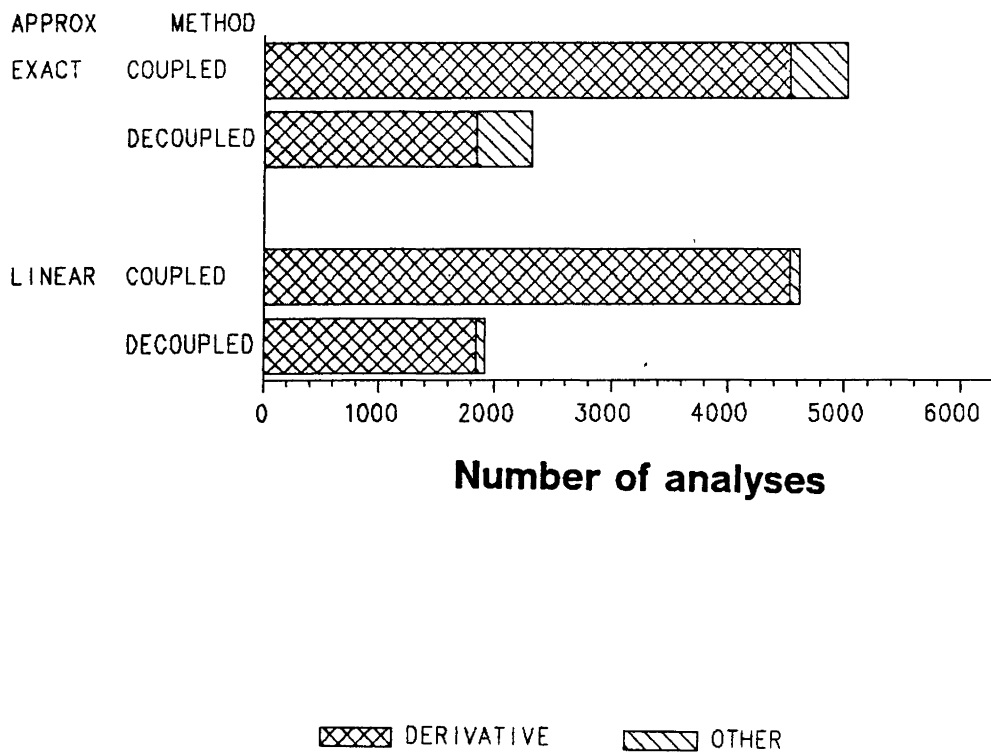 APPROX METHOD
EXACT COUPLED
DECOUPLED
LINEAR COUPLED
DECOUPLED
0 1000 2000 3000 4000 5000 6000
Number of analyses
DERIVATIVE OTHER